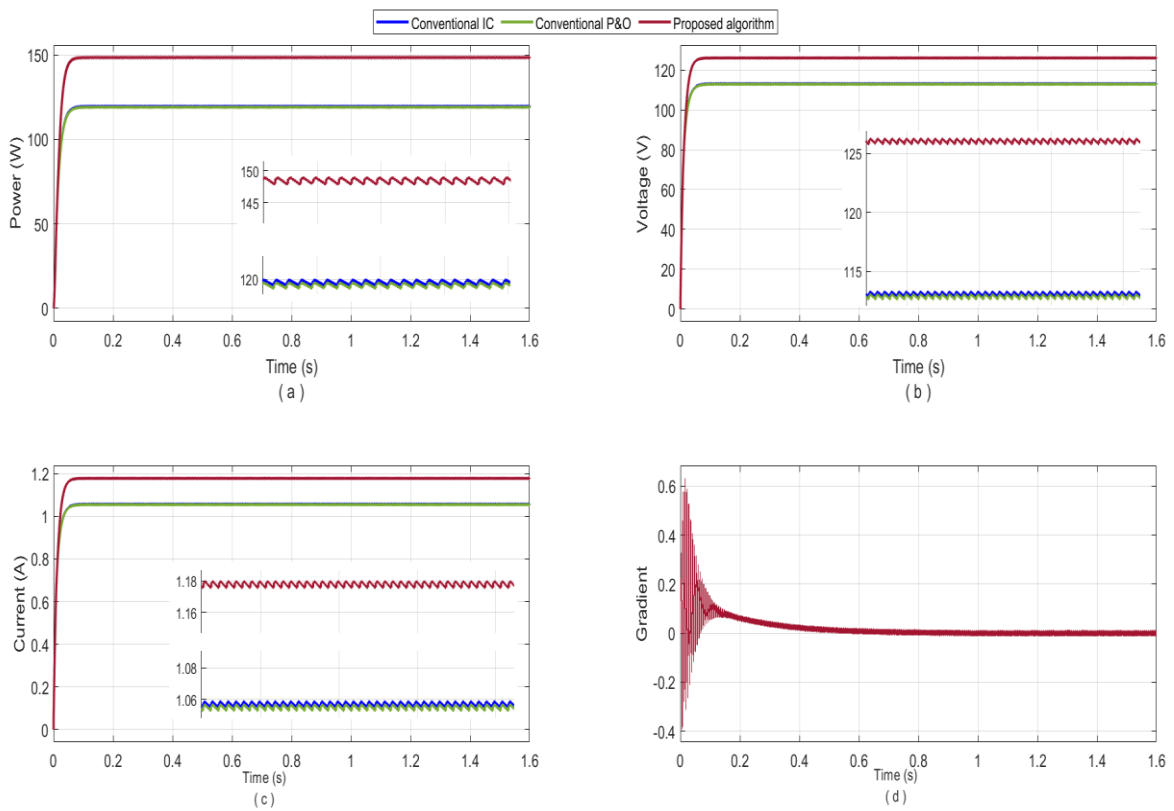 Conventional IC Conventional P&O Proposed algorithm
150
100
50
0
Power (W)
150
145
120
0 0.2 0.4 0.6 0.8 1 1.2 1.4 1.6
Time (s)
( a )
120
100
80
60
40
20
0
Voltage (V)
125
120
115
0 0.2 0.4 0.6 0.8 1 1.2 1.4 1.6
Time (s)
( b )
1.2
1
0.8
0.6
0.4
0.2
0
Current (A)
1.18
1.16
1.08
1.06
0 0.2 0.4 0.6 0.8 1 1.2 1.4 1.6
Time (s)
( c )
0.6
0.4
0.2
0
-0.2
-0.4
Gradient
0 0.2 0.4 0.6 0.8 1 1.2 1.4 1.6
Time (s)
( d )